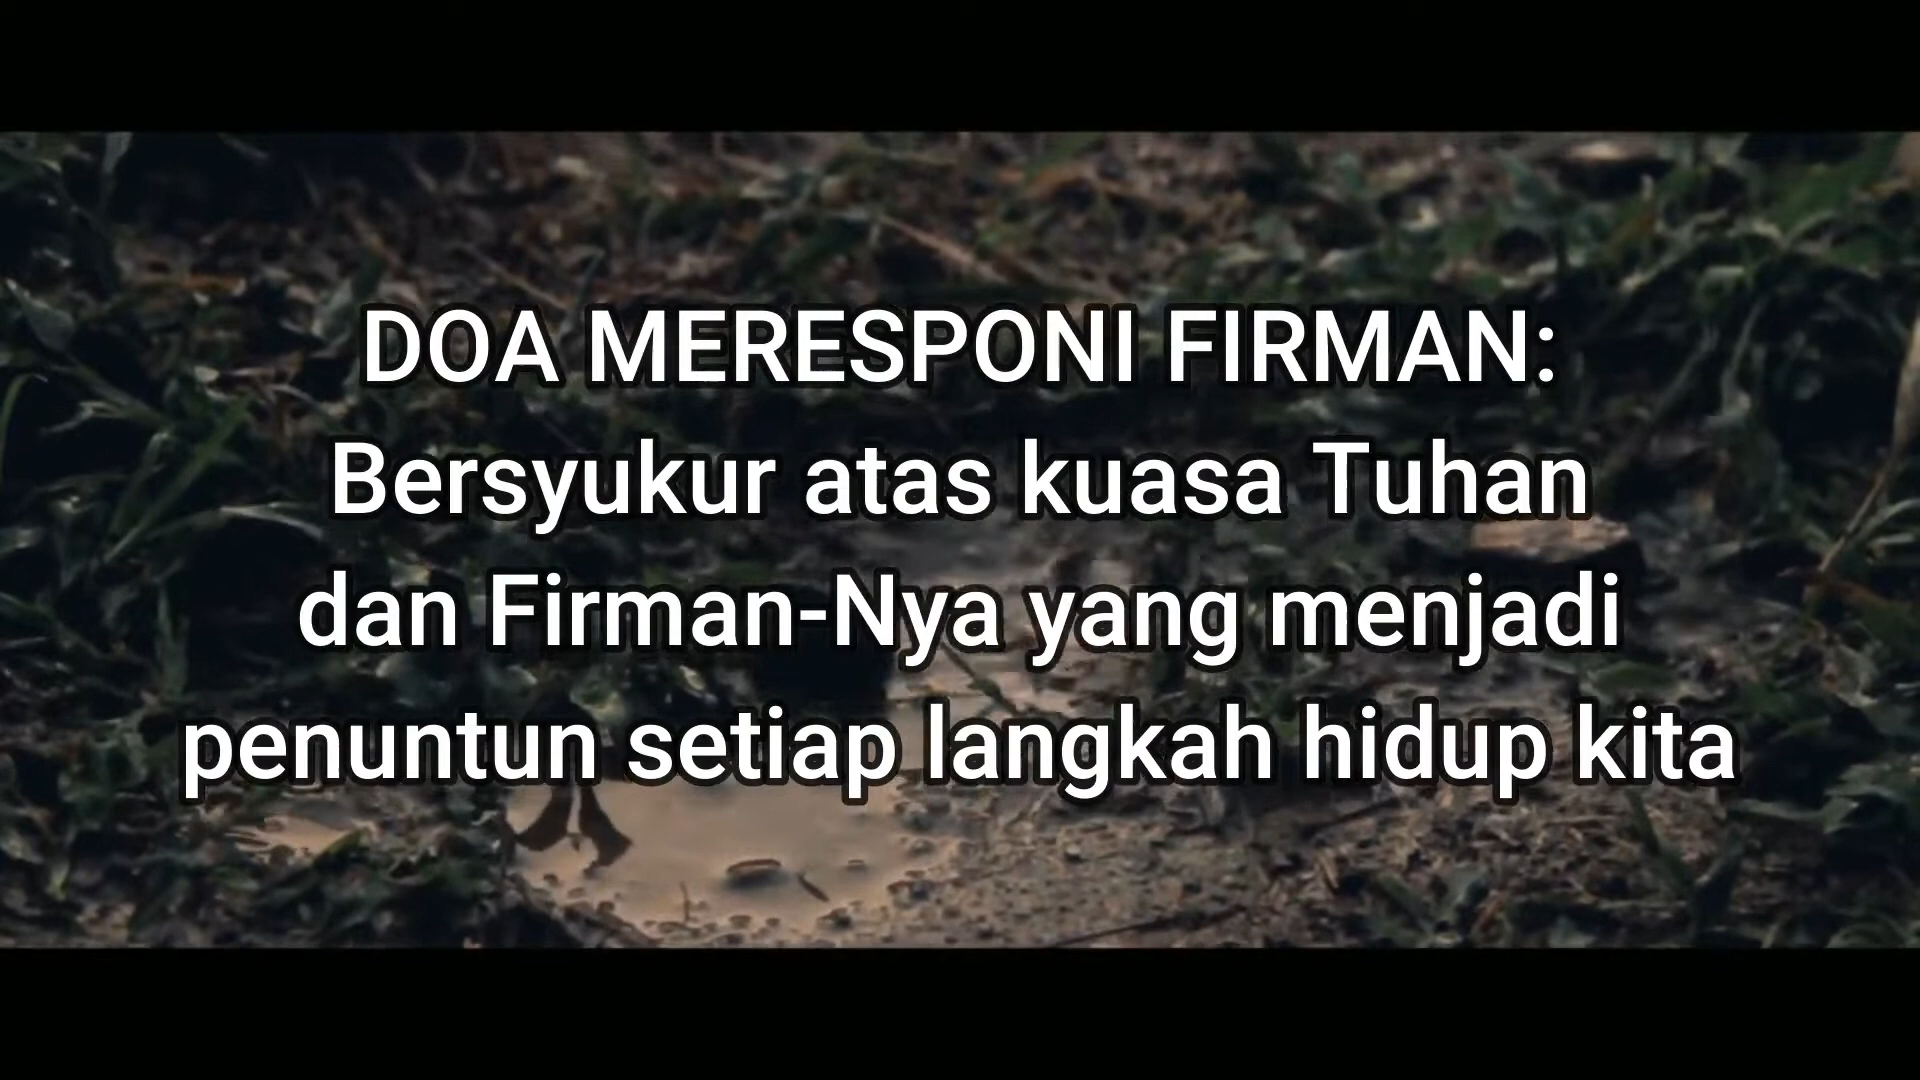 DOA MERESPONI FIRMAN:
Bersyukur atas kuasa Tuhan
dan Firman-Nya yang menjadi
penuntun setiap langkah hidup kita